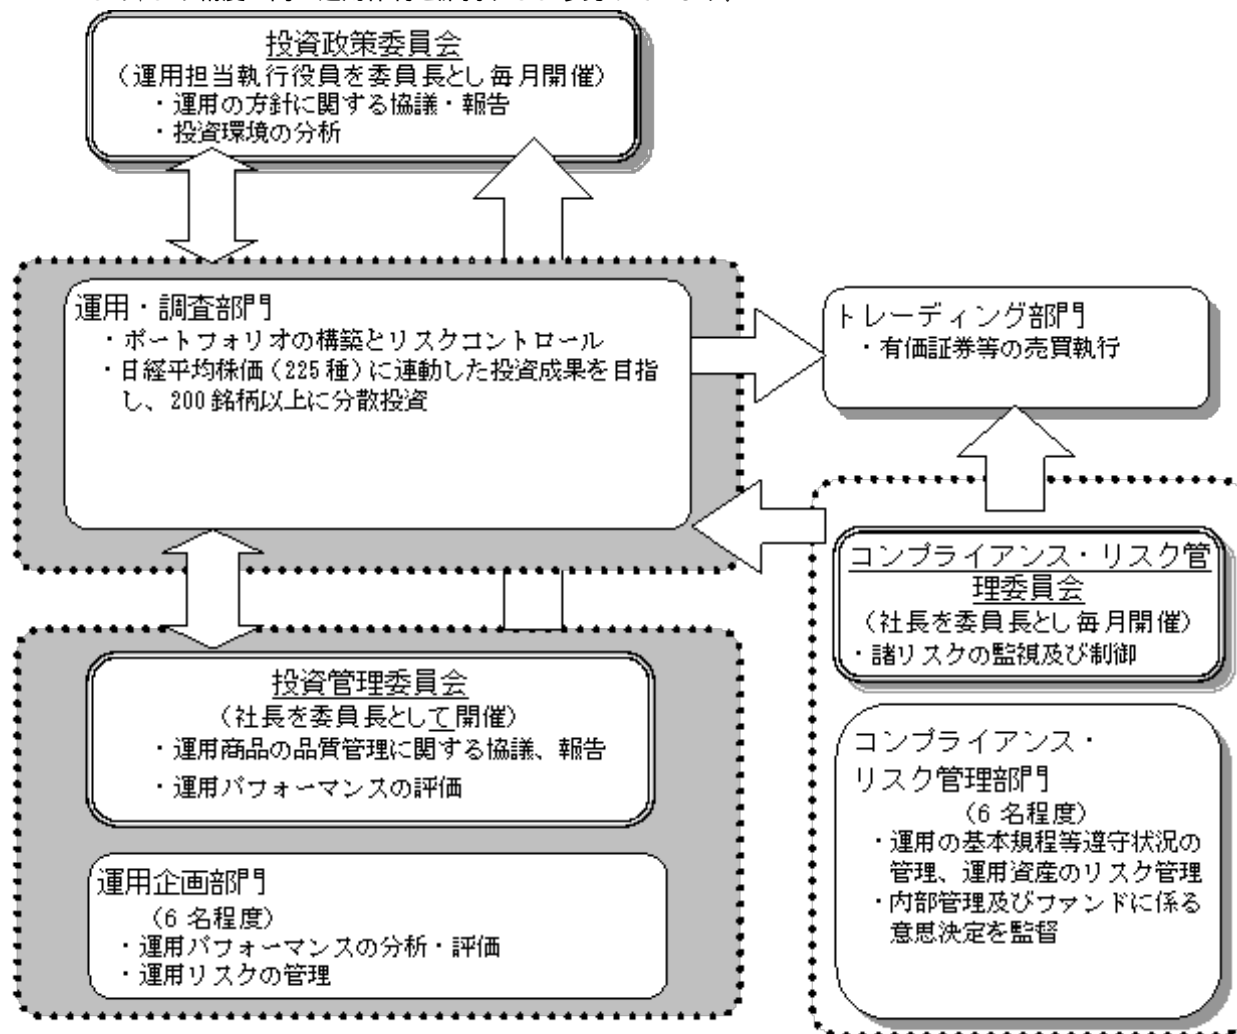 投資政策委員会
（運用担当執行役員を委員長とし毎月開催）
・運用の方針に関する協議・報告
・投資環境の分析
運用・調査部門
・ポートフォリオの構築とリスクコントロール
・日経平均株価（225種）に連動した投資成果を目指
し、200銘柄以上に分散投資
トレーディング部門
・有価証券等の売買執行
コンプライアンス・リスク管
理委員会
（社長を委員長とし毎月開催）
・諸リスクの監視及び制御
投資管理委員会
（社長を委員長として開催）
・運用商品の品質管理に関する協議、報告
・運用パフォーマンスの評価
コンプライアンス・
リスク管理部門
（6名程度）
・運用の基本規程等遵守状況の
管理、運用資産のリスク管理
・内部管理及びファンドに係る
意思決定を監督
運用企画部門
（6名程度）
・運用パフォーマンスの分析・評価
・運用リスクの管理